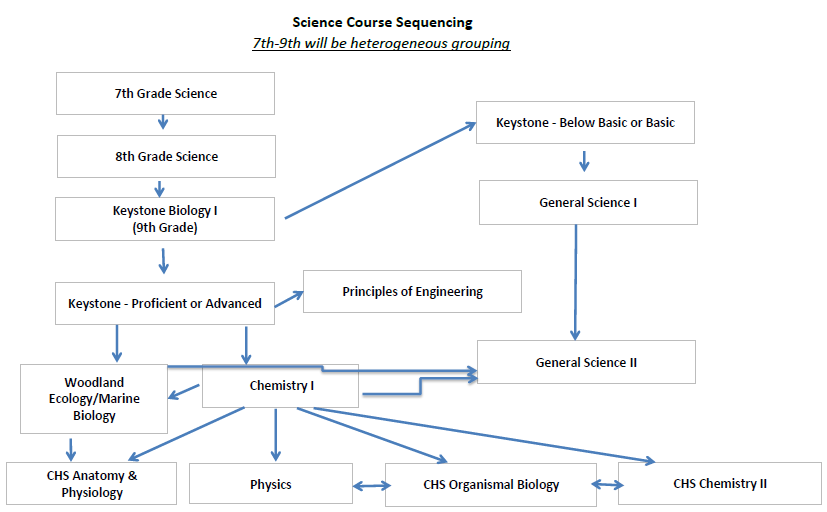 Science Course Sequencing
7th-9th will be heterogeneous grouping
7th Grade Science
Keystone - Below Basic or Basic
8th Grade Science
General Science I
Keystone Biology I
(9th Grade)
Keystone - Proficient or Advanced
Principles of Engineering
General Science II
Woodland
Ecology/Marine
Biology
Chemistry I
CHS Anatomy &
Physiology
Physics
CHS Organismal Biology
CHS Chemistry II